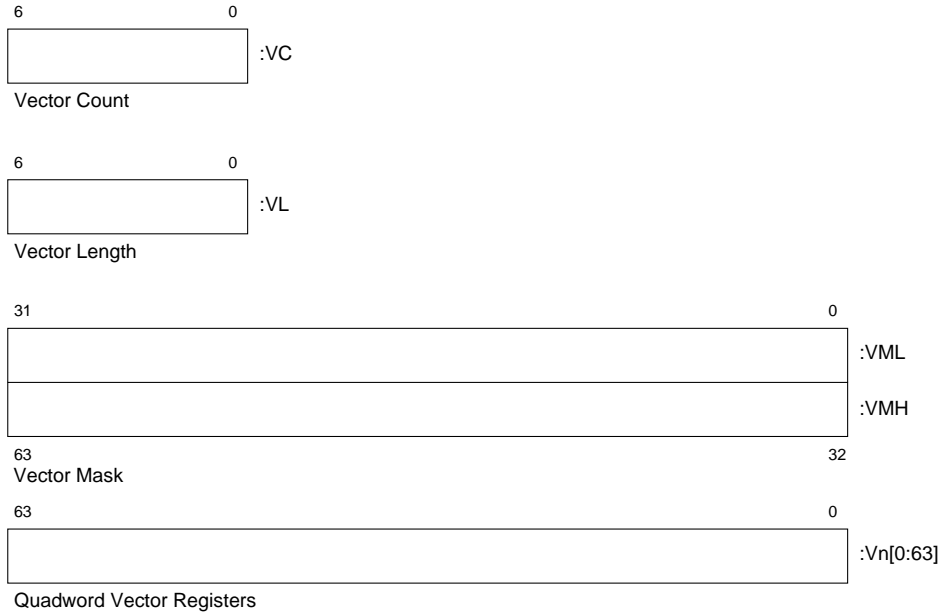 6 0
:VC
Vector Count
6 0
:VL
Vector Length
31 0
:VML
:VMH
63 32
Vector Mask
63 0
:Vn[0:63]
Quadword Vector Registers